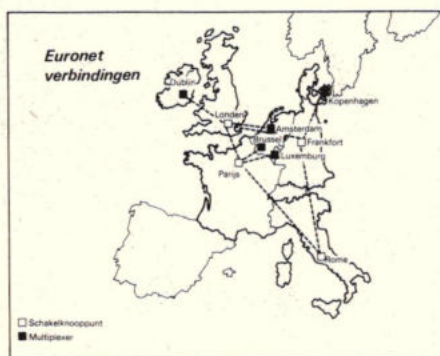 Euronet
verbindingen
Dublin
Kopenhagen
Londen
Amsterdam
Brussel
Frankfort
Luxemburg
Parijs
Rome
Schakelknooppunt
Multiplexer